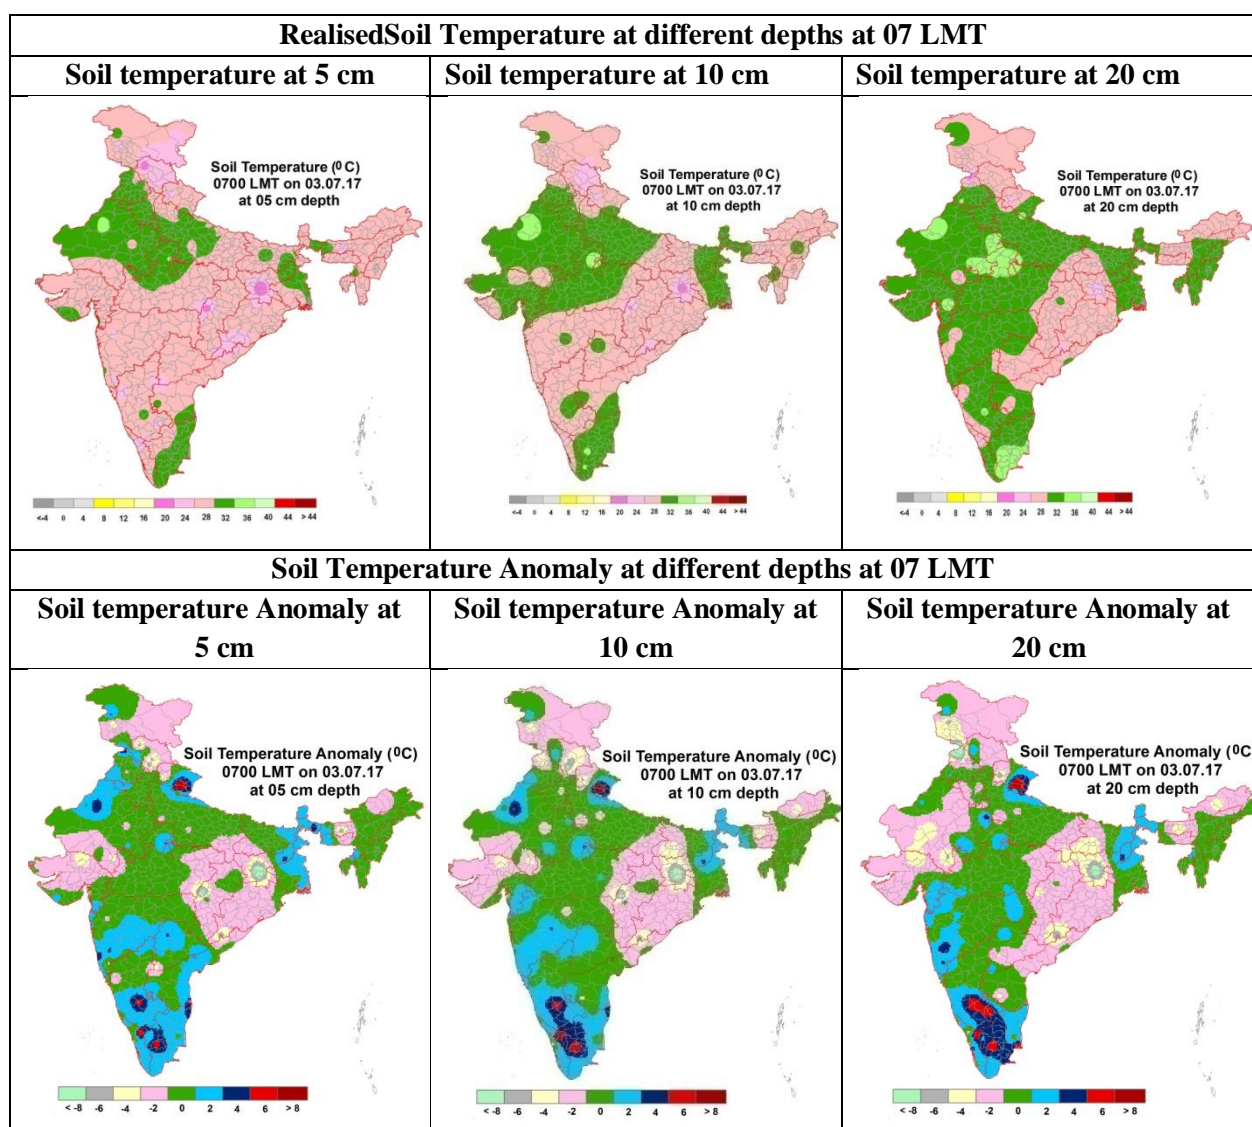 RealisedSoil Temperature at different depths at 07 LMT
Soil temperature at 5 cm
Soil temperature at 10 cm
Soil temperature at 20 cm
Soil Temperature (⁰C)
0700 LMT on 03.07.17
at 05 cm depth
Soil Temperature (⁰C)
0700 LMT on 03.07.17
at 10 cm depth
Soil Temperature (⁰C)
0700 LMT on 03.07.17
at 20 cm depth
<-4 0 4 8 12 16 20 24 28 32 36 40 44 >44
<-4 0 4 8 12 16 20 24 28 32 36 40 44 >44
<-4 0 4 8 12 16 20 24 28 32 36 40 44 >44
Soil Temperature Anomaly at different depths at 07 LMT
Soil temperature Anomaly at
5 cm
Soil temperature Anomaly at
10 cm
Soil temperature Anomaly at
20 cm
Soil Temperature Anomaly (⁰C)
0700 LMT on 03.07.17
at 05 cm depth
Soil Temperature Anomaly (⁰C)
0700 LMT on 03.07.17
at 10 cm depth
Soil Temperature Anomaly (⁰C
0700 LMT on 03.07.17
at 20 cm depth
< -8 -6 -4 -2 0 2 4 6 > 8
< -8 -6 -4 -2 0 2 4 6 > 8
< -8 -6 -4 -2 0 2 4 6 > 8